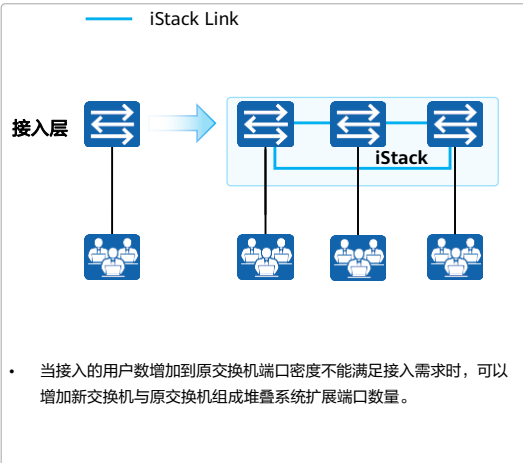 iStack Link
接入层
iStack
• 当接入的用户数增加到原交换机端口密度不能满足接入需求时，可以
增加新交换机与原交换机组成堆叠系统扩展端口数量。